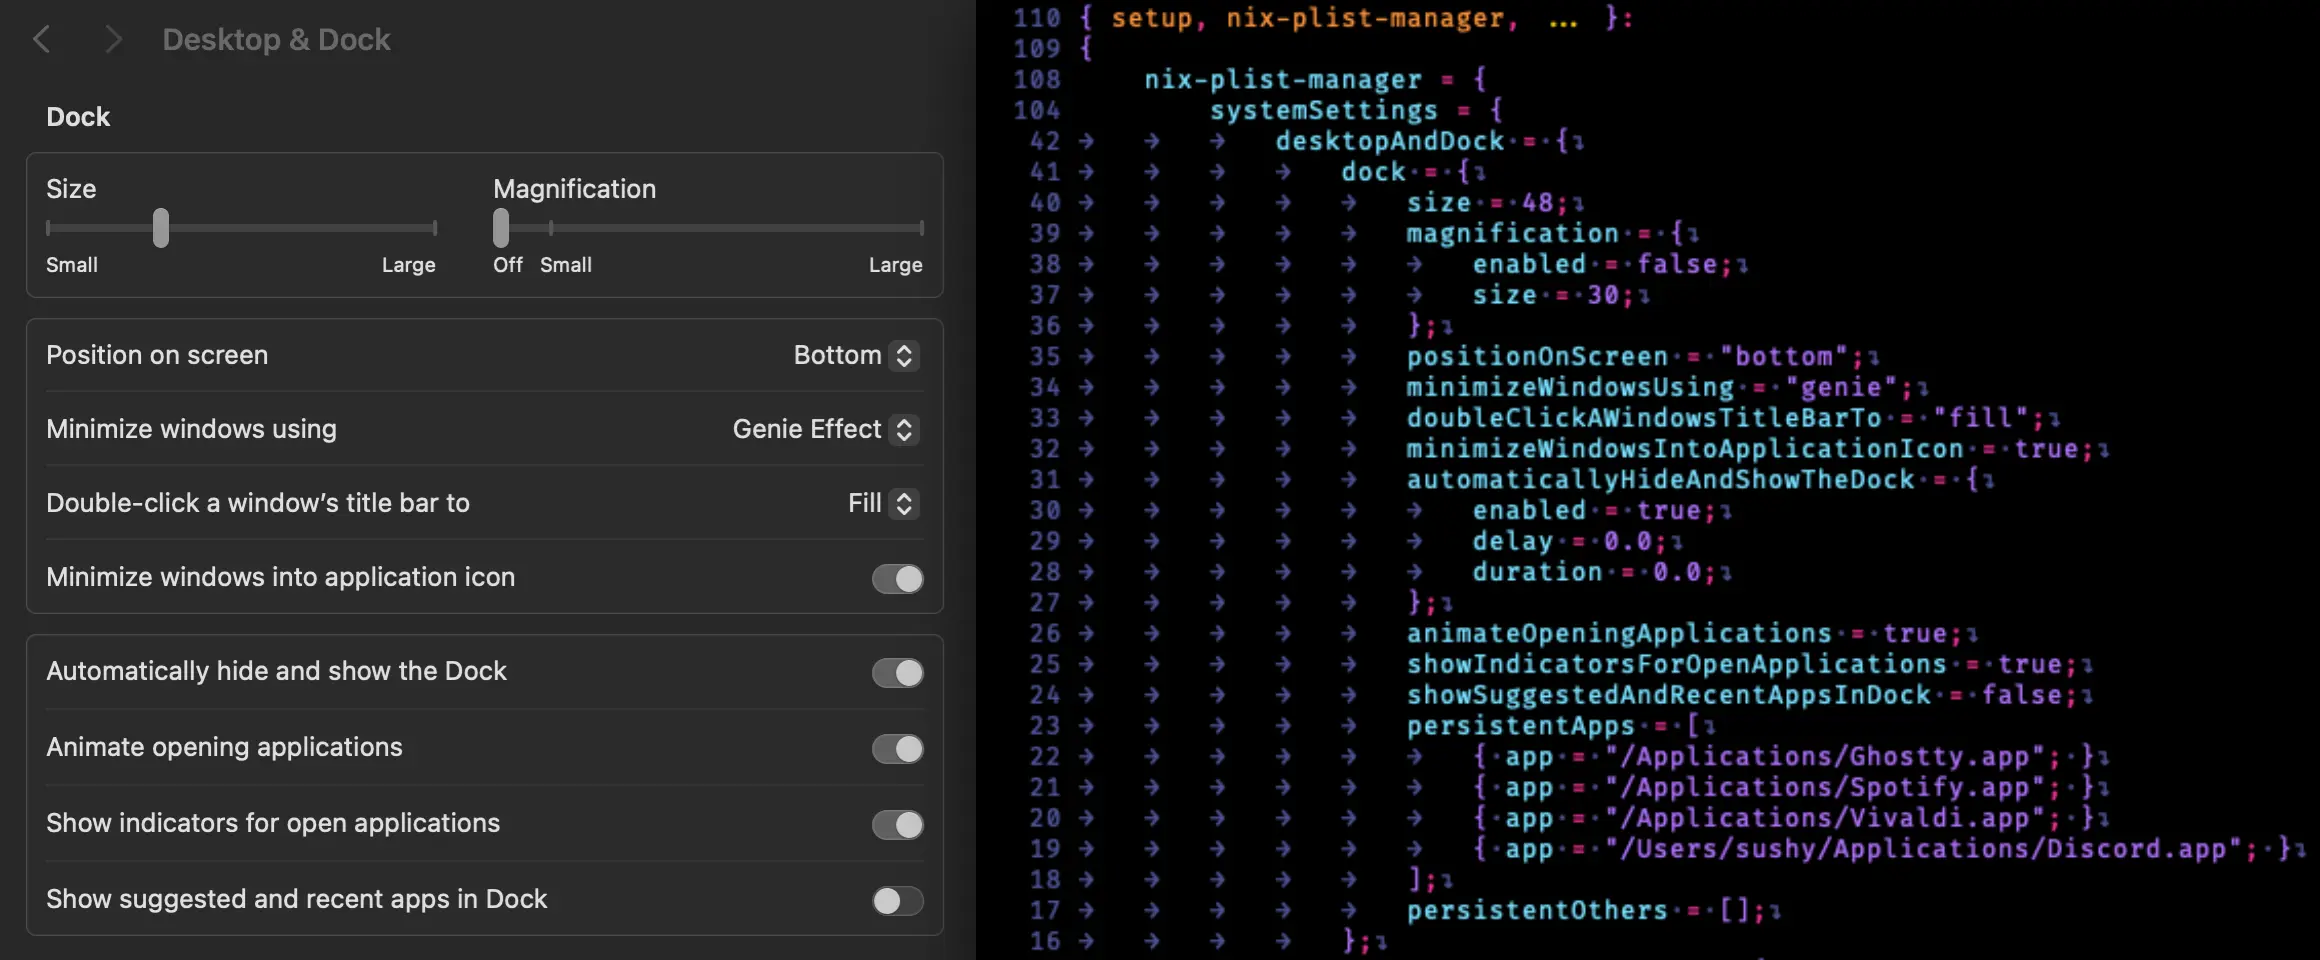 Desktop & Dock
Dock
Size
Magnification
Small
Large
Off
Small
Large
Position on screen
Bottom
Minimize windows using
Genie Effect
Double-click a window’s title bar to
Fill
Minimize windows into application icon
Automatically hide and show the Dock
Animate opening applications
Show indicators for open applications
Show suggested and recent apps in Dock
110 { setup, nix-plist-manager, ... }:
109 {
108 nix-plist-manager = {
104 systemSettings = {
42 → → → desktopAndDock·=·{↴
41 → → → → dock·=·{↴
40 → → → → → size·=·48;↴
39 → → → → → magnification·=·{↴
38 → → → → → → enabled·=·false;↴
37 → → → → → → size·=·30;↴
36 → → → → → };↴
35 → → → → → positionOnScreen·=·"bottom";↴
34 → → → → → minimizeWindowsUsing·=·"genie";↴
33 → → → → → doubleClickAWindowsTitleBarTo·=·"fill";↴
32 → → → → → minimizeWindowsIntoApplicationIcon·=·true;↴
31 → → → → → automaticallyHideAndShowTheDock·=·{↴
30 → → → → → → enabled·=·true;↴
29 → → → → → → delay·=·0.0;↴
28 → → → → → → duration·=·0.0;↴
27 → → → → → };↴
26 → → → → → animateOpeningApplications·=·true;↴
25 → → → → → showIndicatorsForOpenApplications·=·true;↴
24 → → → → → showSuggestedAndRecentAppsInDock·=·false;↴
23 → → → → → persistentApps·=·[↴
22 → → → → → → {·app·=·"/Applications/Ghostty.app";·}↴
21 → → → → → → {·app·=·"/Applications/Spotify.app";·}↴
20 → → → → → → {·app·=·"/Applications/Vivaldi.app";·}↴
19 → → → → → → {·app·=·"/Users/sushy/Applications/Discord.app";·}↴
18 → → → → → ];↴
17 → → → → → persistentOthers·=·[];↴
16 → → → → };↴